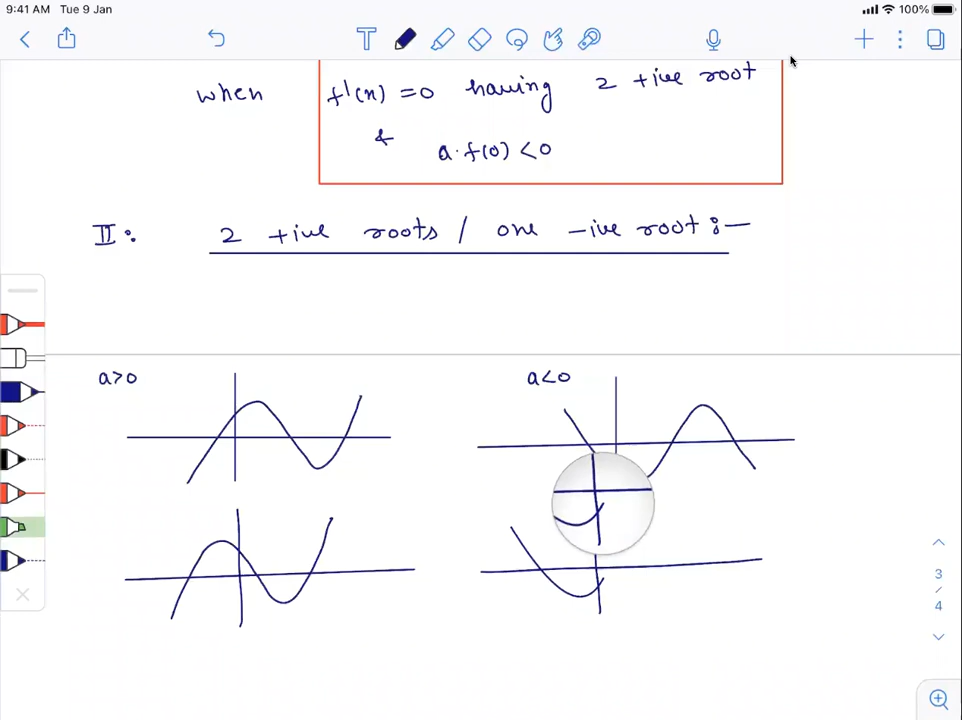 9:41 AM Tue 9 Jan
100%
when f'(x) = 0 having 2 +ive root
& a·f(0) < 0
II: 2 +ive roots / one -ive root :-
a>0
a<0
3
/
4